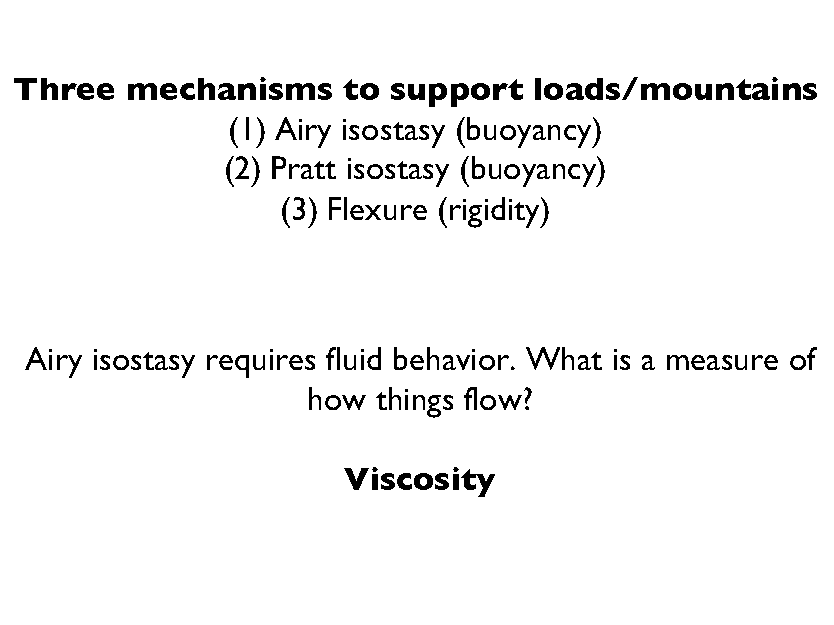 Three mechanisms to support loads/mountains
(1) Airy isostasy (buoyancy)
(2) Pratt isostasy (buoyancy)
(3) Flexure (rigidity)
Airy isostasy requires fluid behavior. What is a measure of
how things flow?
Viscosity